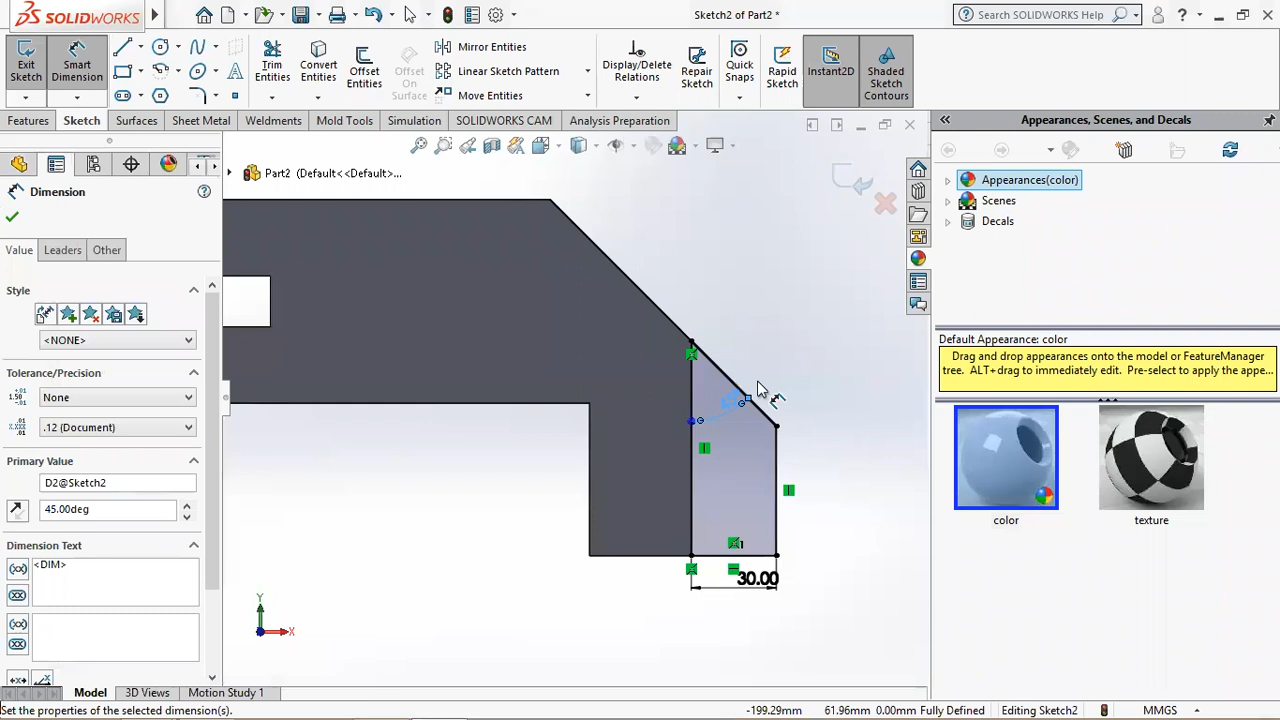 SOLIDWORKS
Sketch2 of Part2 *
Search SOLIDWORKS Help
Exit Sketch
Smart Dimension
Trim Entities
Convert Entities
Offset Entities
Offset On Surface
Mirror Entities
Linear Sketch Pattern
Move Entities
Display/Delete Relations
Repair Sketch
Quick Snaps
Rapid Sketch
Instant2D
Shaded Sketch Contours
Features
Sketch
Surfaces
Sheet Metal
Weldments
Mold Tools
Simulation
SOLIDWORKS CAM
Analysis Preparation
Appearances, Scenes, and Decals
Part2 (Default<<Default>...
Dimension
Value
Leaders
Other
Style
<NONE>
Tolerance/Precision
None
.12 (Document)
Primary Value
D2@Sketch2
45.00deg
Dimension Text
<DIM>
30.00
Y
X
Appearances(color)
Scenes
Decals
Default Appearance: color
Drag and drop appearances onto the model or FeatureManager
tree. ALT+drag to immediately edit. Pre-select to apply the appe...
color
texture
Model
3D Views
Motion Study 1
Set the properties of the selected dimension(s).
-199.29mm
61.96mm
0.00mm
Fully Defined
Editing Sketch2
MMGS